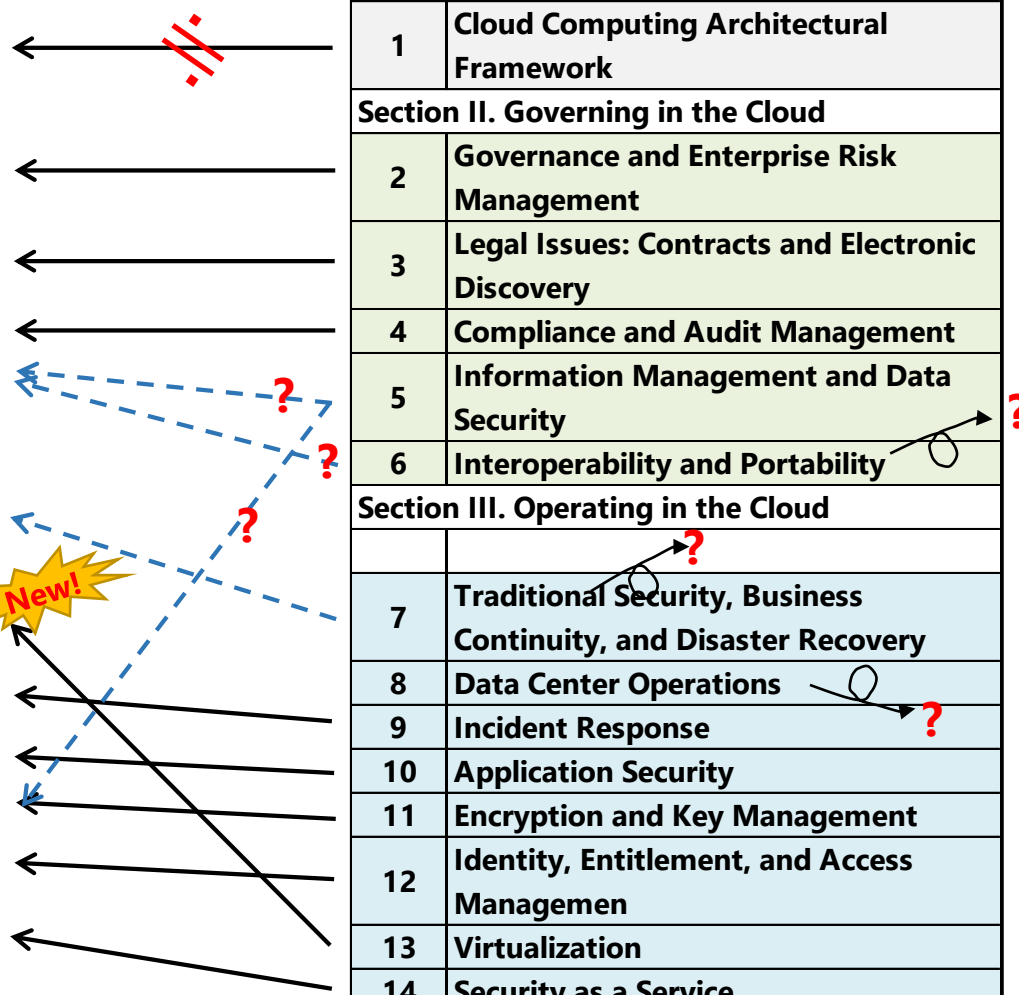 1
Cloud Computing Architectural
Framework
Section II. Governing in the Cloud
2
Governance and Enterprise Risk
Management
3
Legal Issues: Contracts and Electronic
Discovery
4
Compliance and Audit Management
5
Information Management and Data
Security
?
?
?
6
Interoperability and Portability
?
Section III. Operating in the Cloud
?
New!
7
Traditional Security, Business
Continuity, and Disaster Recovery
8
Data Center Operations
?
9
Incident Response
10
Application Security
11
Encryption and Key Management
12
Identity, Entitlement, and Access
Managemen
13
Virtualization
14
Security as a Service